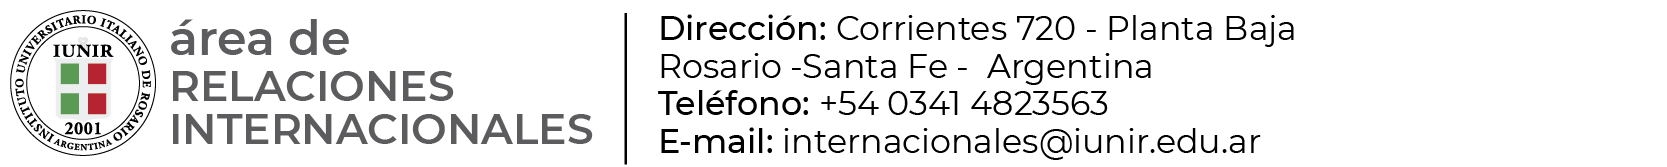 INSTITUTO UNIVERSITARIO ITALIANO DE ROSARIO
IUNIR
2001
ARGENTINA
área de
RELACIONES
INTERNACIONALES
Dirección: Corrientes 720 - Planta Baja
Rosario -Santa Fe -  Argentina
Teléfono: +54 0341 4823563
E-mail: internacionales@iunir.edu.ar